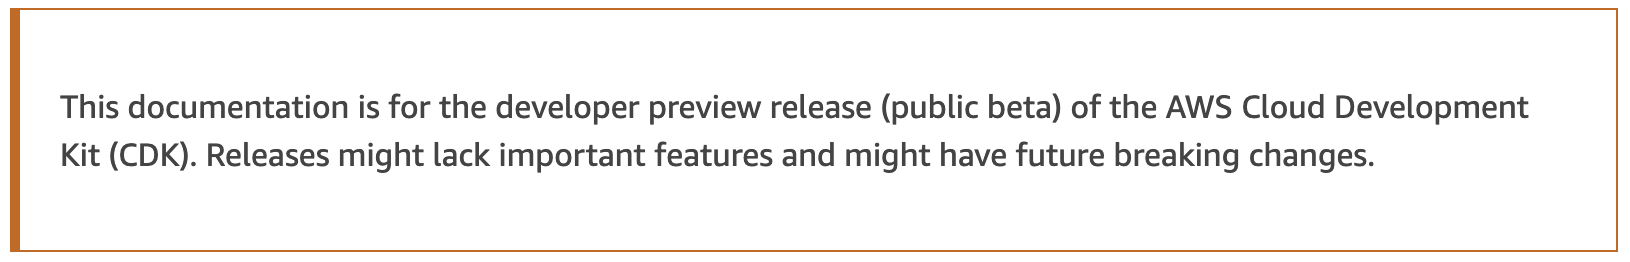 This documentation is for the developer preview release (public beta) of the AWS Cloud Development
Kit (CDK). Releases might lack important features and might have future breaking changes.